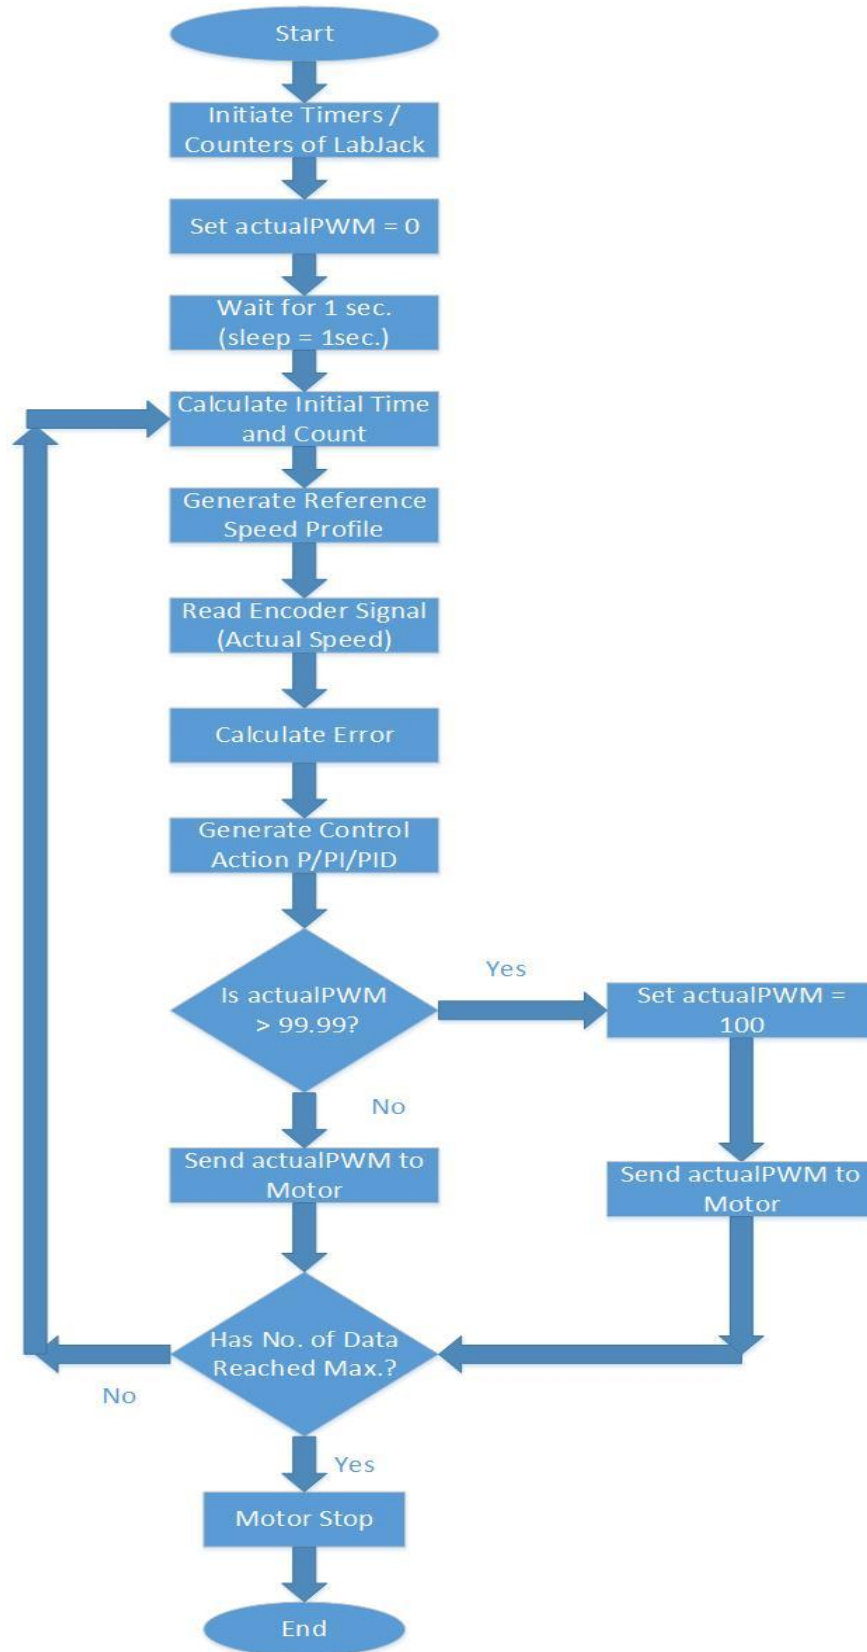 Start
Initiate Timers /
Counters of LabJack
Set actualPWM = 0
Wait for 1 sec.
(sleep = 1sec.)
Calculate Initial Time
and Count
Generate Reference
Speed Profile
Read Encoder Signal
(Actual Speed)
Calculate Error
Generate Control
Action P/PI/PID
Is actualPWM
> 99.99?
Yes
Set actualPWM =
100
No
Send actualPWM to
Motor
Send actualPWM to
Motor
Has No. of Data
Reached Max.?
No
Yes
Motor Stop
End